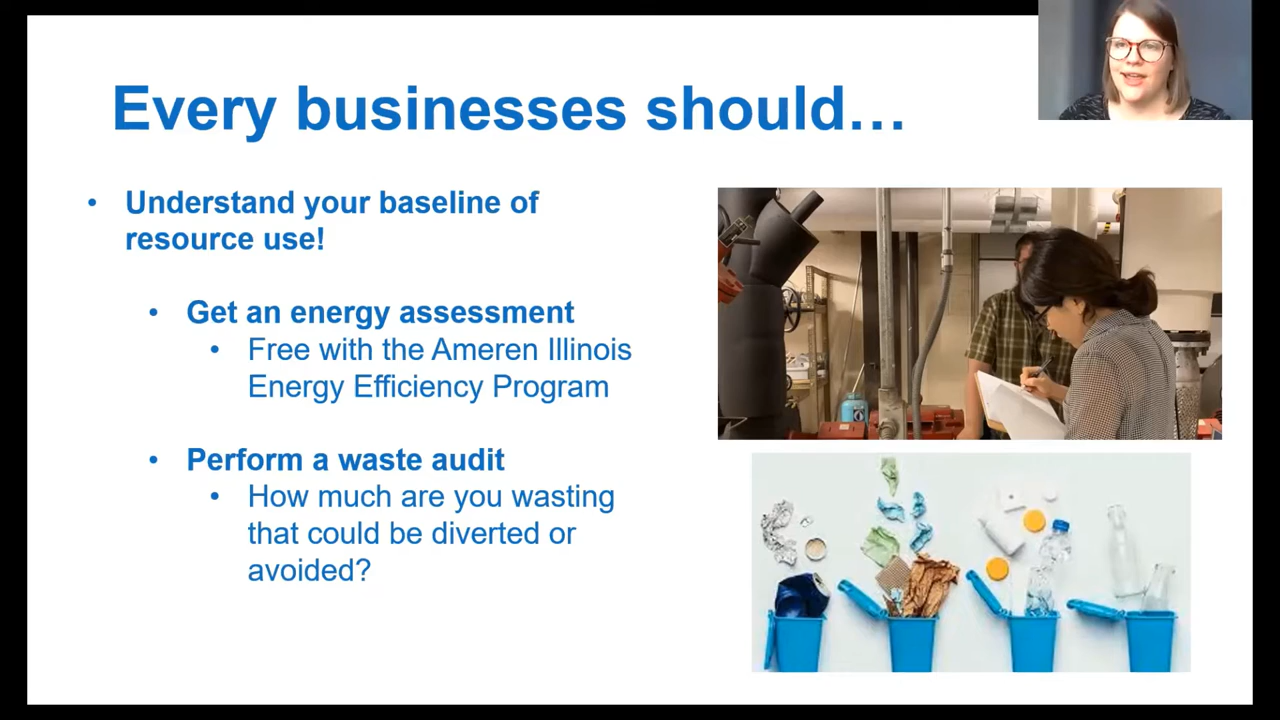 Every businesses should…
• Understand your baseline of
resource use!
• Get an energy assessment
• Free with the Ameren Illinois
Energy Efficiency Program
• Perform a waste audit
• How much are you wasting
that could be diverted or
avoided?